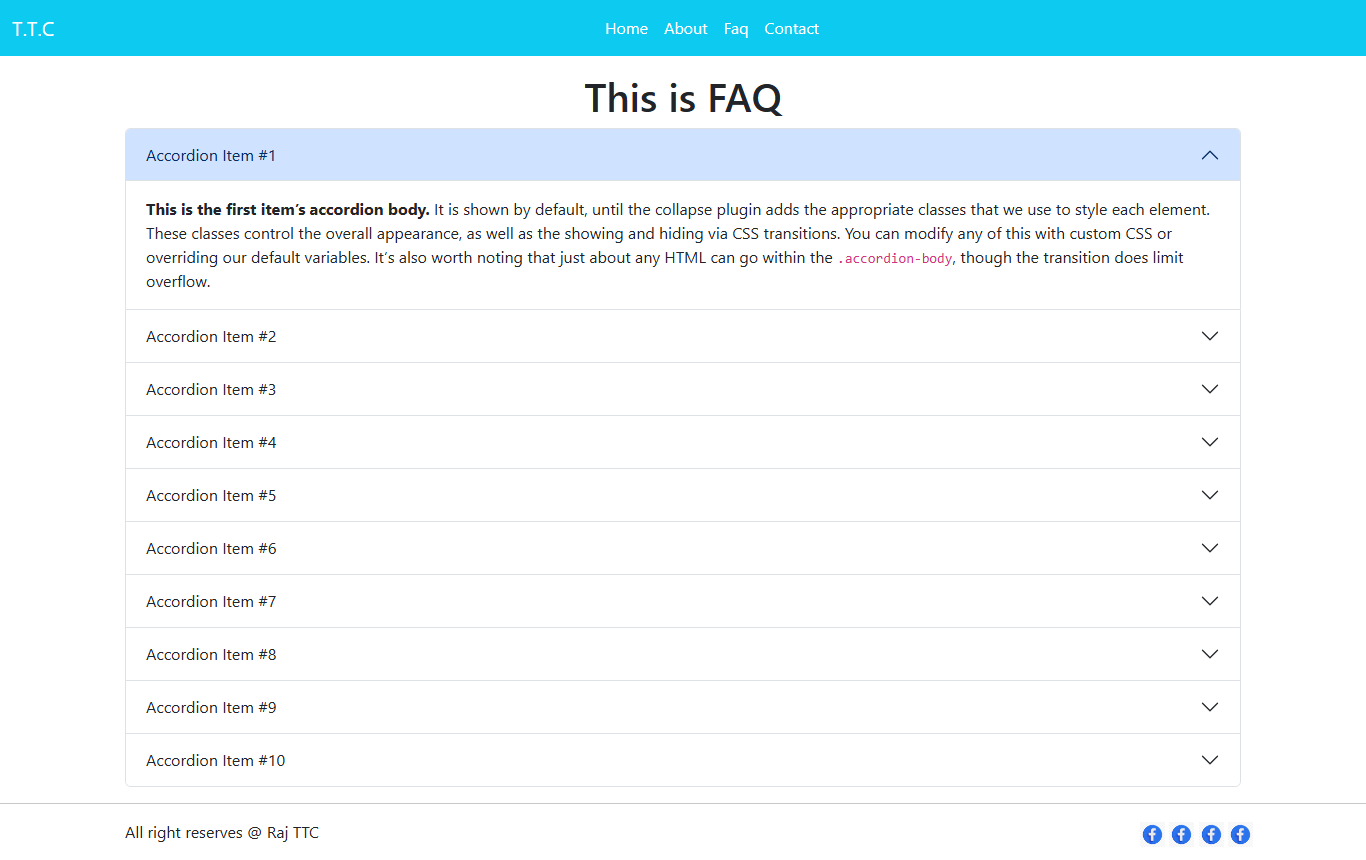 T.T.C
Home About Faq Contact
This is FAQ
Accordion Item #1
This is the first item’s accordion body. It is shown by default, until the collapse plugin adds the appropriate classes that we use to style each element.
These classes control the overall appearance, as well as the showing and hiding via CSS transitions. You can modify any of this with custom CSS or
overriding our default variables. It’s also worth noting that just about any HTML can go within the .accordion-body, though the transition does limit
overflow.
Accordion Item #2
Accordion Item #3
Accordion Item #4
Accordion Item #5
Accordion Item #6
Accordion Item #7
Accordion Item #8
Accordion Item #9
Accordion Item #10
All right reserves @ Raj TTC